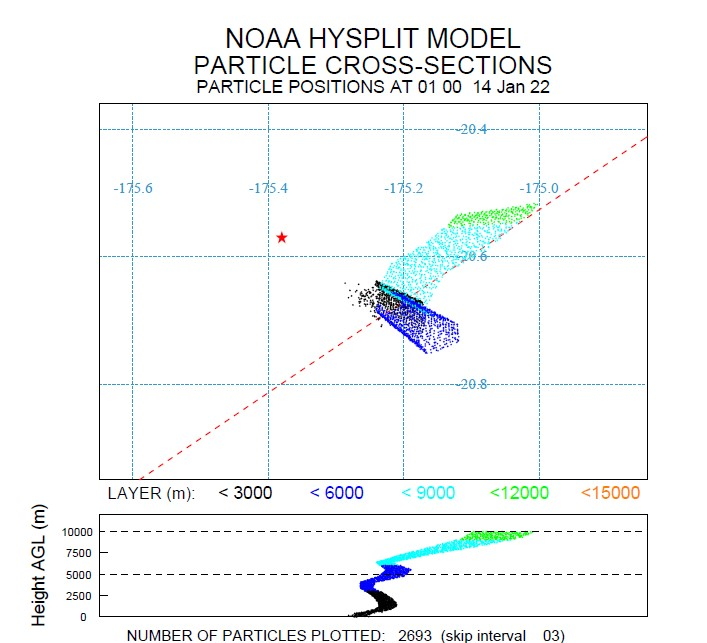 NOAA HYSPLIT MODEL
PARTICLE CROSS-SECTIONS
PARTICLE POSITIONS AT 01 00 14 Jan 22
-20.4
-175.6 -175.4 -175.2 -175.0
-20.6
-20.8
LAYER (m): < 3000 < 6000 < 9000 <12000 <15000
Height AGL (m)
10000
7500
5000
2500
0
NUMBER OF PARTICLES PLOTTED: 2693 (skip interval 03)